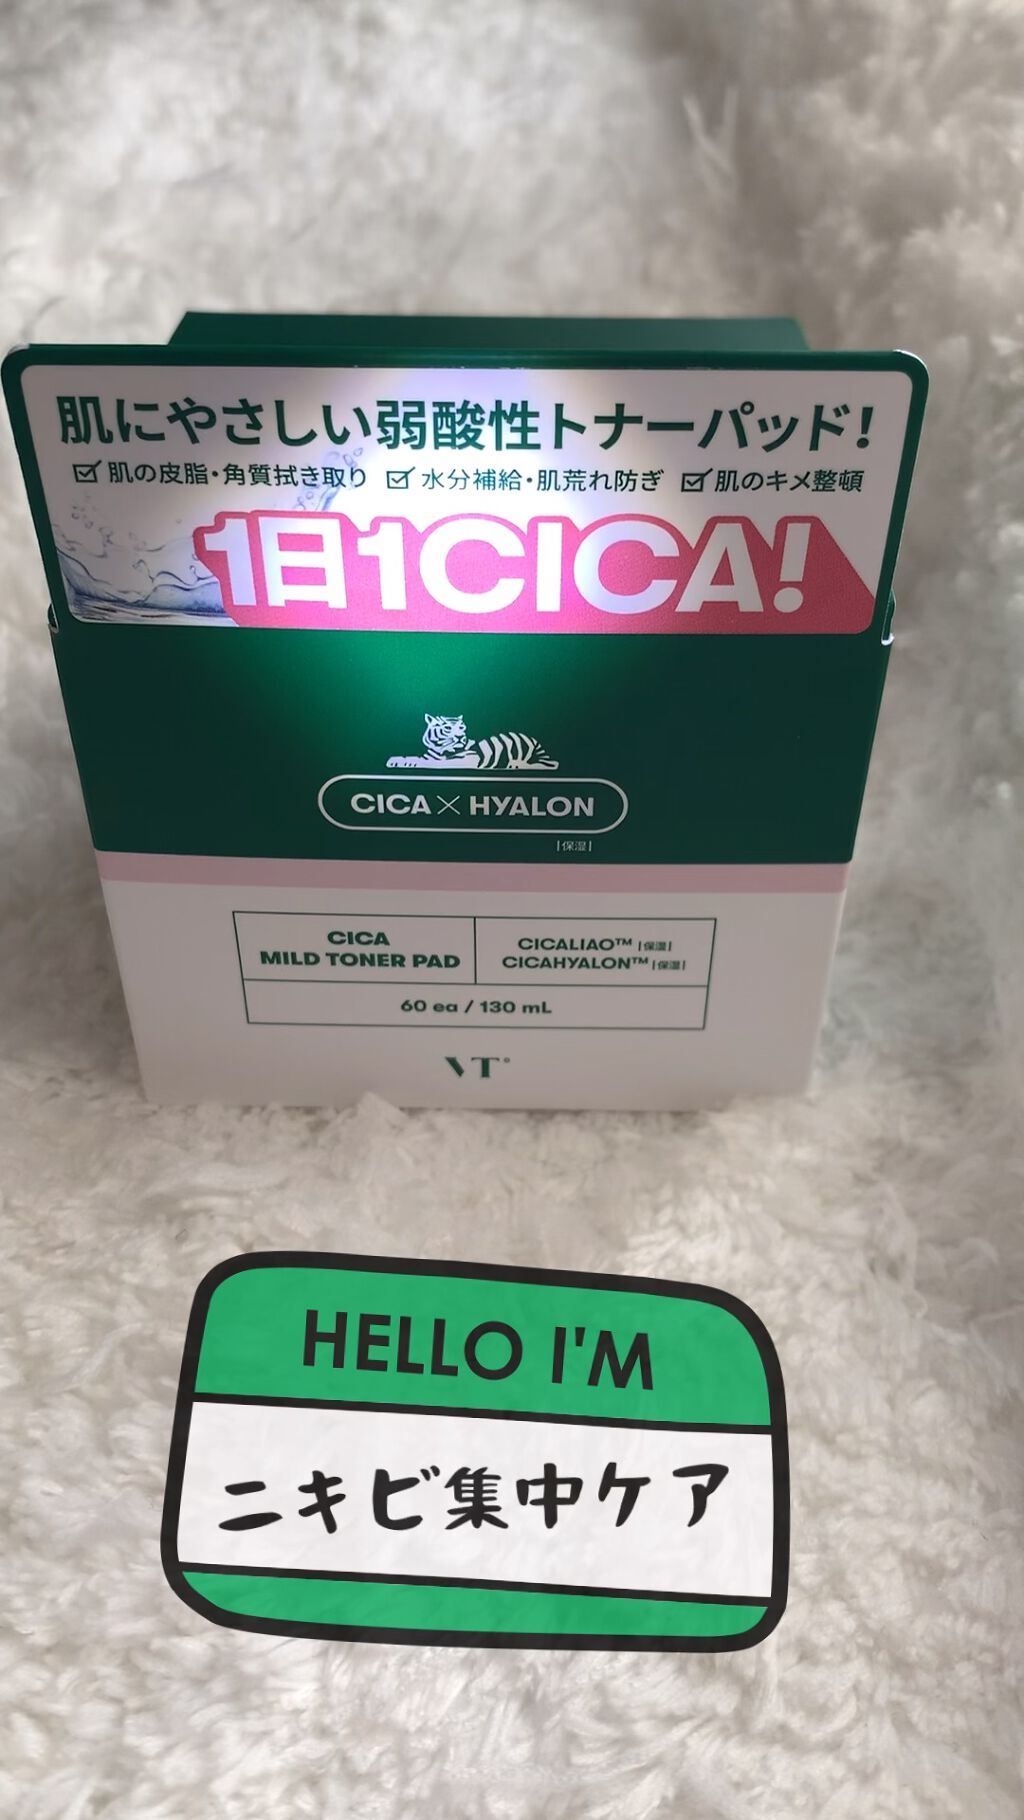 肌にやさしい弱酸性トナーパッド!
☑肌の皮脂・角質拭き取り ☑水分補給・肌荒れ防ぎ ☑肌のキメ整頓
1日1CICA!
CICA×HYALON
[保湿]
CICA
MILD TONER PAD
CICALIAO™ [保湿]
CICAHYALON™ [保湿]
60 ea / 130 mL
VT°
HELLO I'M
ニキビ集中ケア